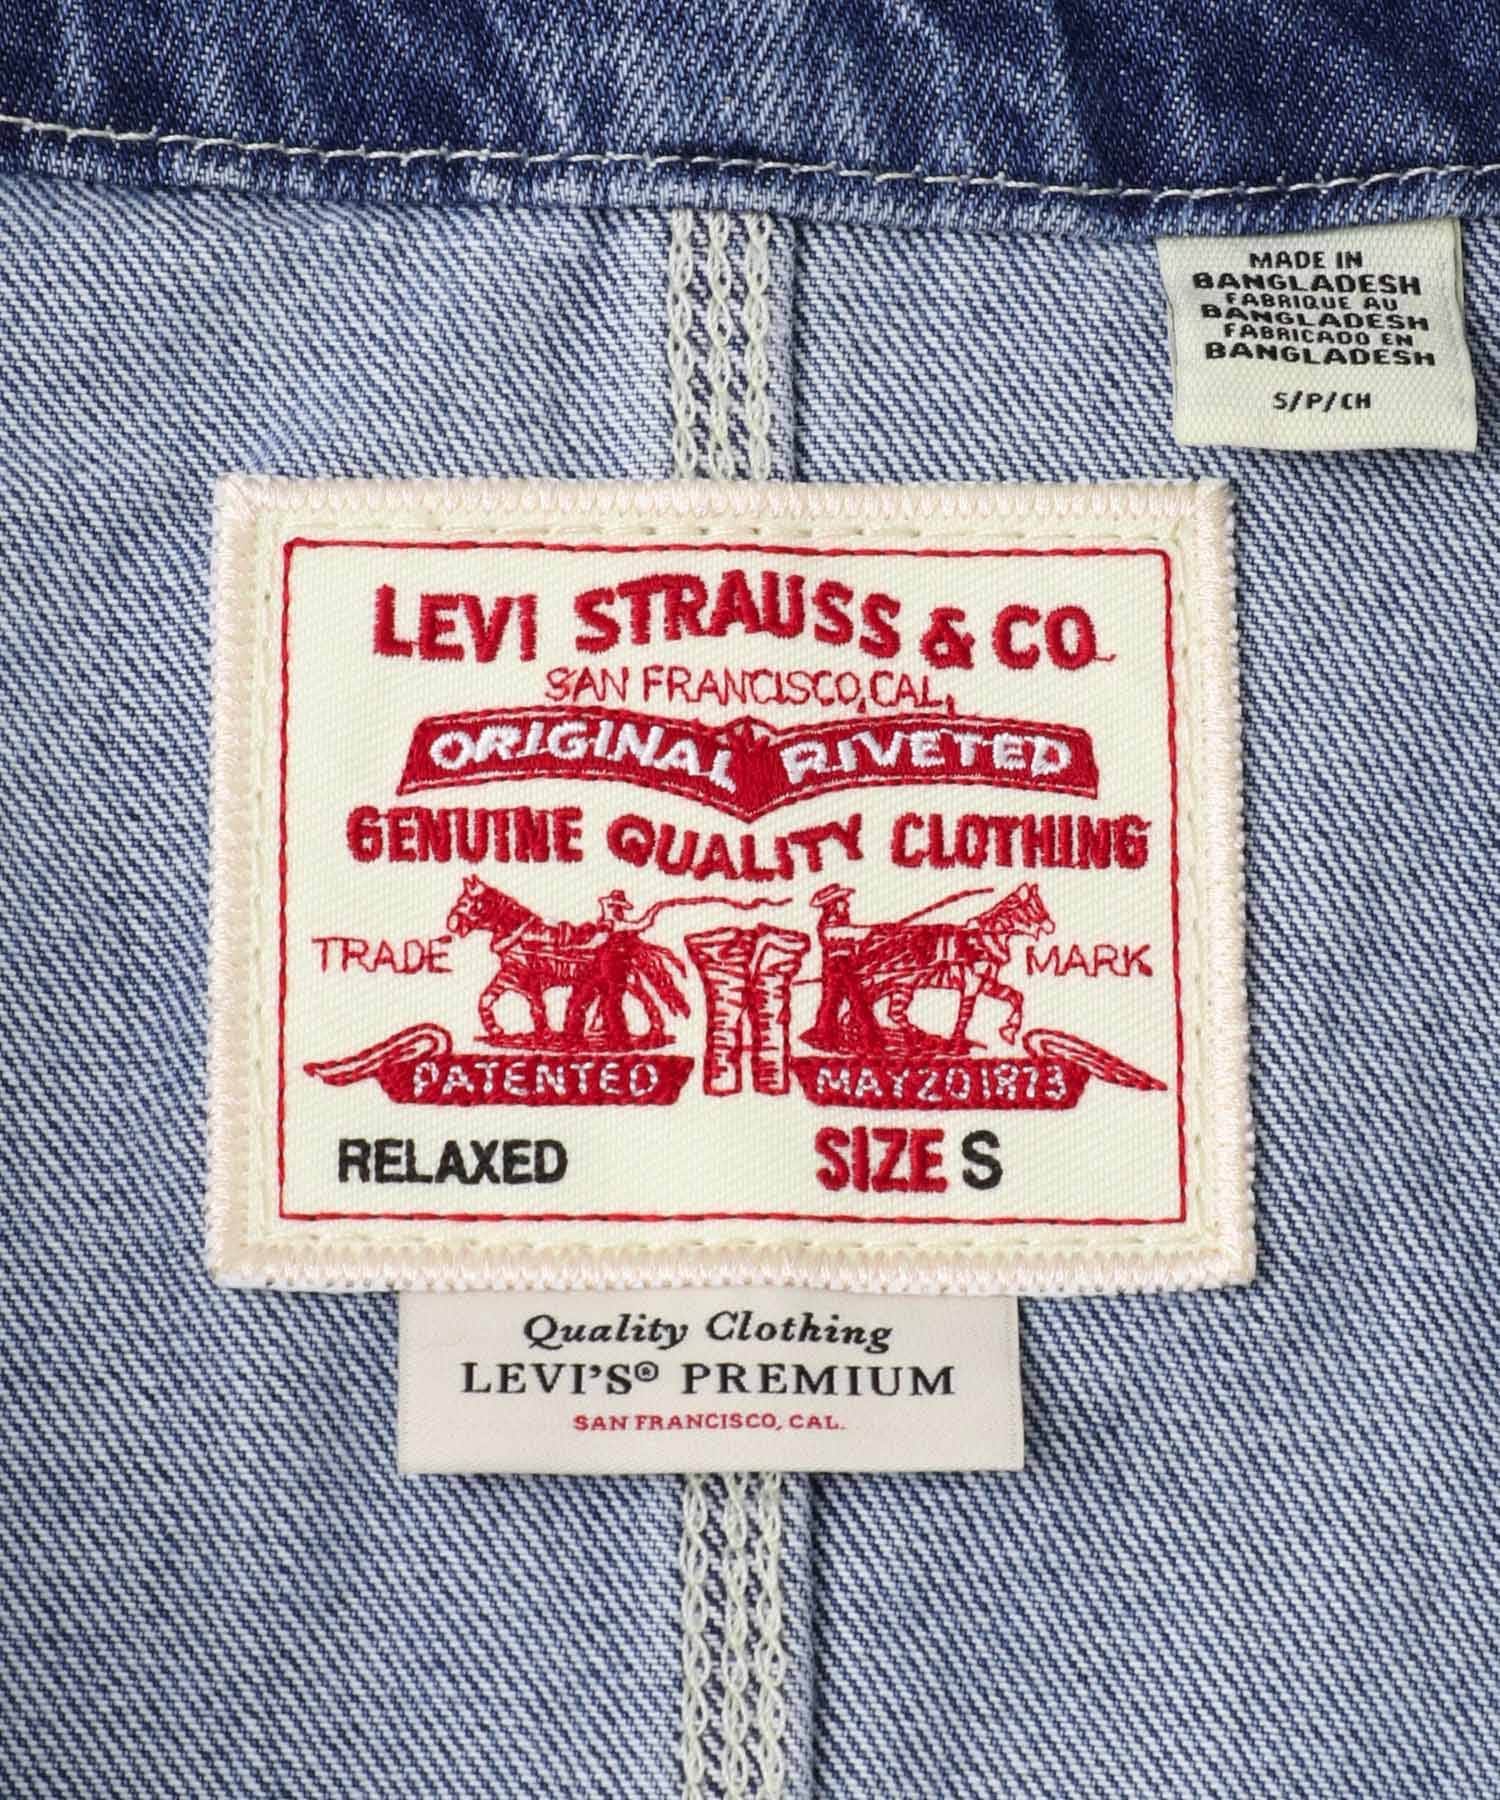 MADE IN
BANGLADESH
FABRIQUE AU
BANGLADESH
FABRICADO EN
BANGLADESH
S/P/CH
LEVI STRAUSS & CO.
SAN FRANCISCO, CAL.
ORIGINAL RIVETED
GENUINE QUALITY CLOTHING
TRADE MARK
PATENTED MAY 20 1873
RELAXED SIZE S
Quality Clothing
LEVI'S® PREMIUM
SAN FRANCISCO, CAL.